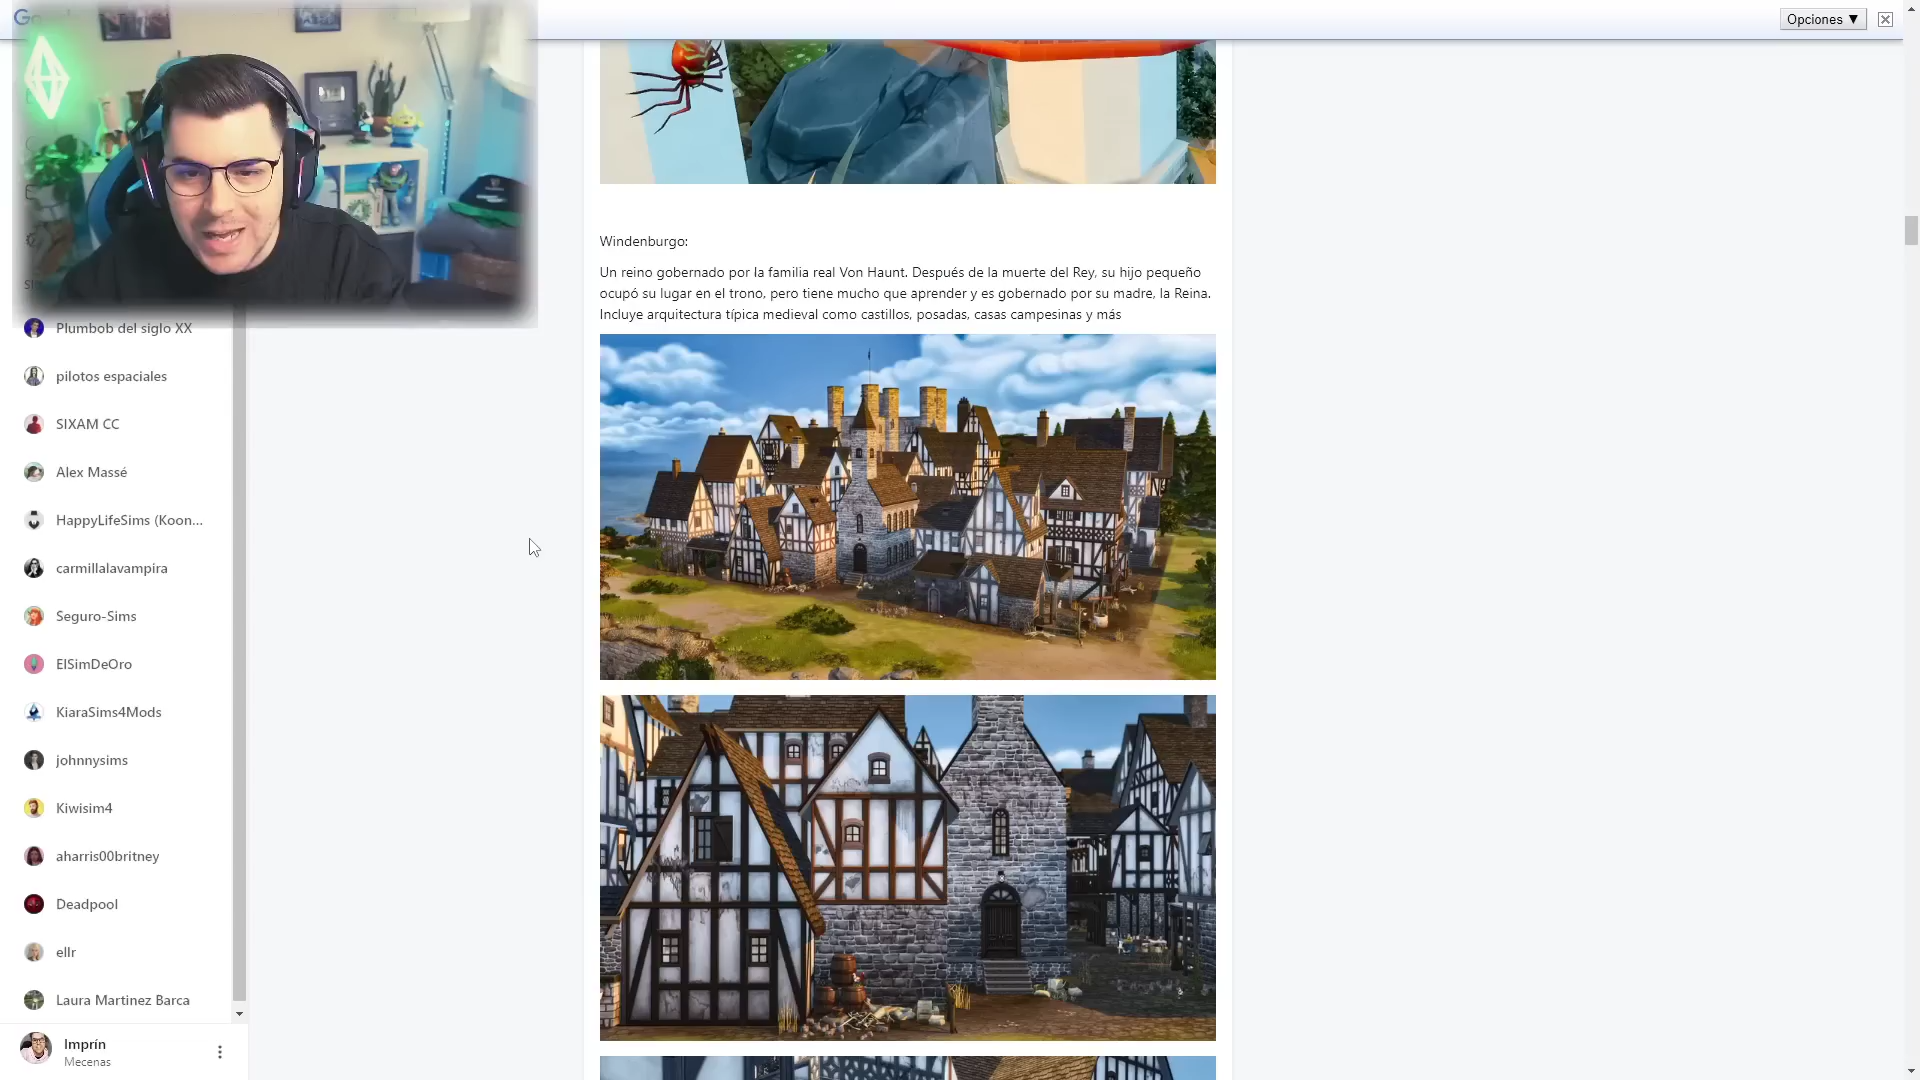 Opciones ▼
Windenburgo:
Un reino gobernado por la familia real Von Haunt. Después de la muerte del Rey, su hijo pequeño
ocupó su lugar en el trono, pero tiene mucho que aprender y es gobernado por su madre, la Reina.
Incluye arquitectura típica medieval como castillos, posadas, casas campesinas y más
Plumbob del siglo XX
pilotos espaciales
SIXAM CC
Alex Massé
HappyLifeSims (Koon...
carmillalavampira
Seguro-Sims
ElSimDeOro
KiaraSims4Mods
johnnysims
Kiwisim4
aharris00britney
Deadpool
ellr
Laura Martinez Barca
Imprín
Mecenas